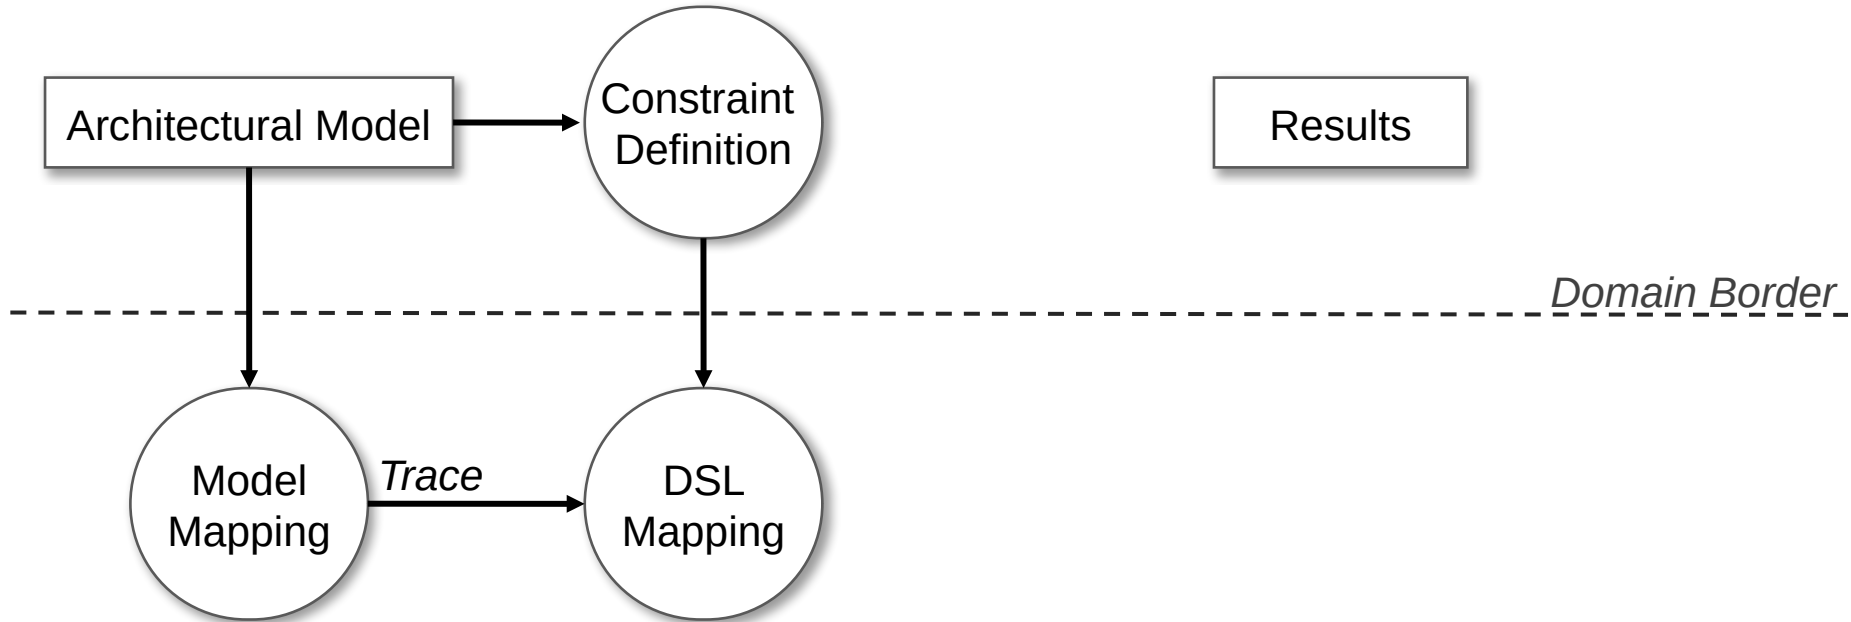 Architectural Model
Constraint
Definition
Results
Domain Border
Model
Mapping
Trace
DSL
Mapping